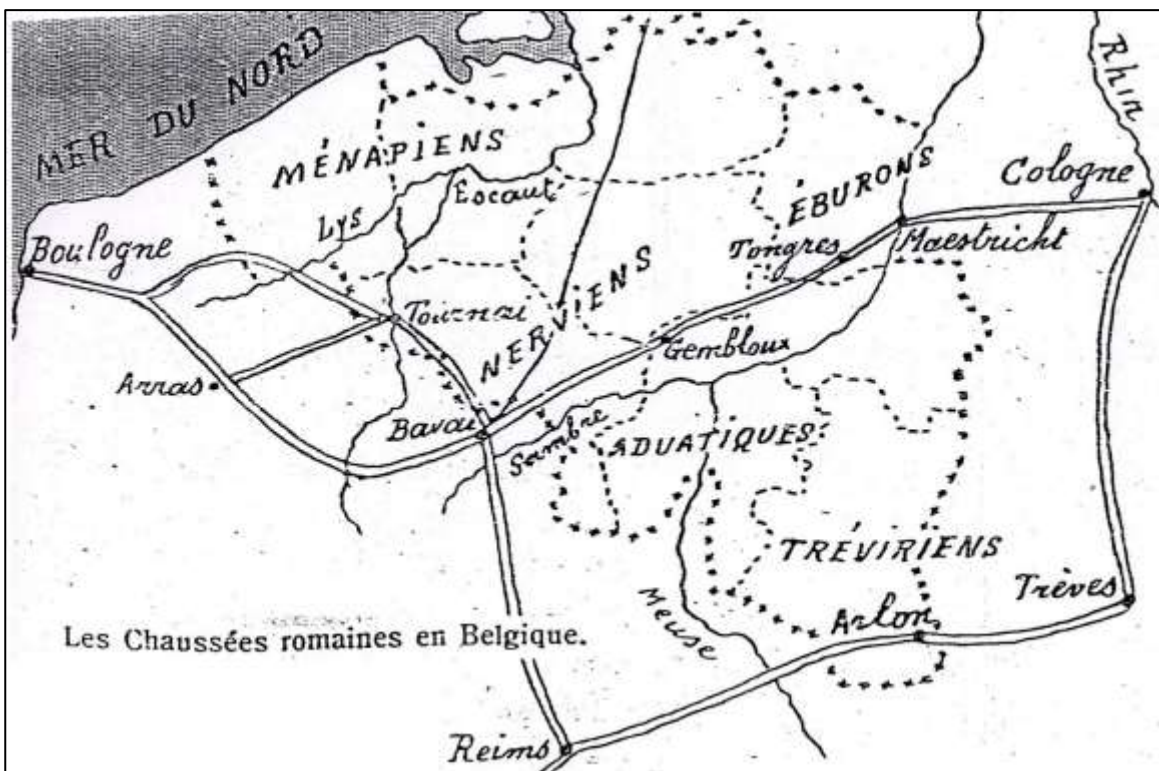 MER DU NORD
Rhin
MÉNAPIENS
Escaut
Lys
ÉBURONS
Cologne
Boulogne
Tongres
Maestricht
Tournai
NERVIENS
Gembloux
Arras
Bavai
Sambre
ADUATIQUES
TRÉVIRIENS
Trèves
Meuse
Arlon
Les Chaussées romaines en Belgique.
Reims